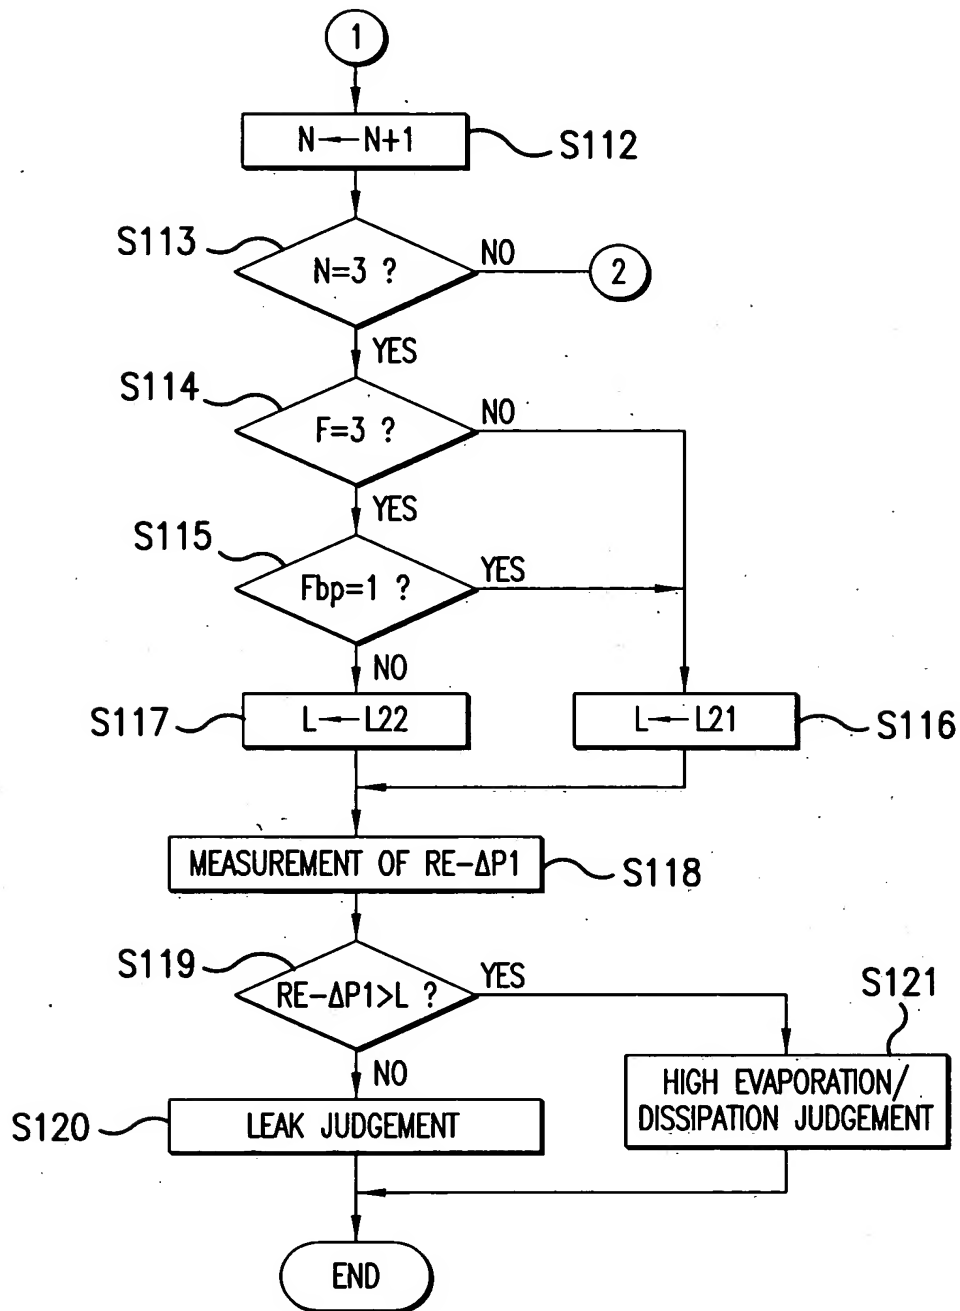 1
N←N+1
S112
S113
N=3 ?
NO
2
YES
S114
F=3 ?
NO
YES
S115
Fbp=1 ?
YES
NO
S117
L←L22
L←L21
S116
MEASUREMENT OF RE-ΔP1
S118
S119
RE-ΔP1>L ?
YES
S121
NO
HIGH EVAPORATION/
DISSIPATION JUDGEMENT
S120
LEAK JUDGEMENT
END